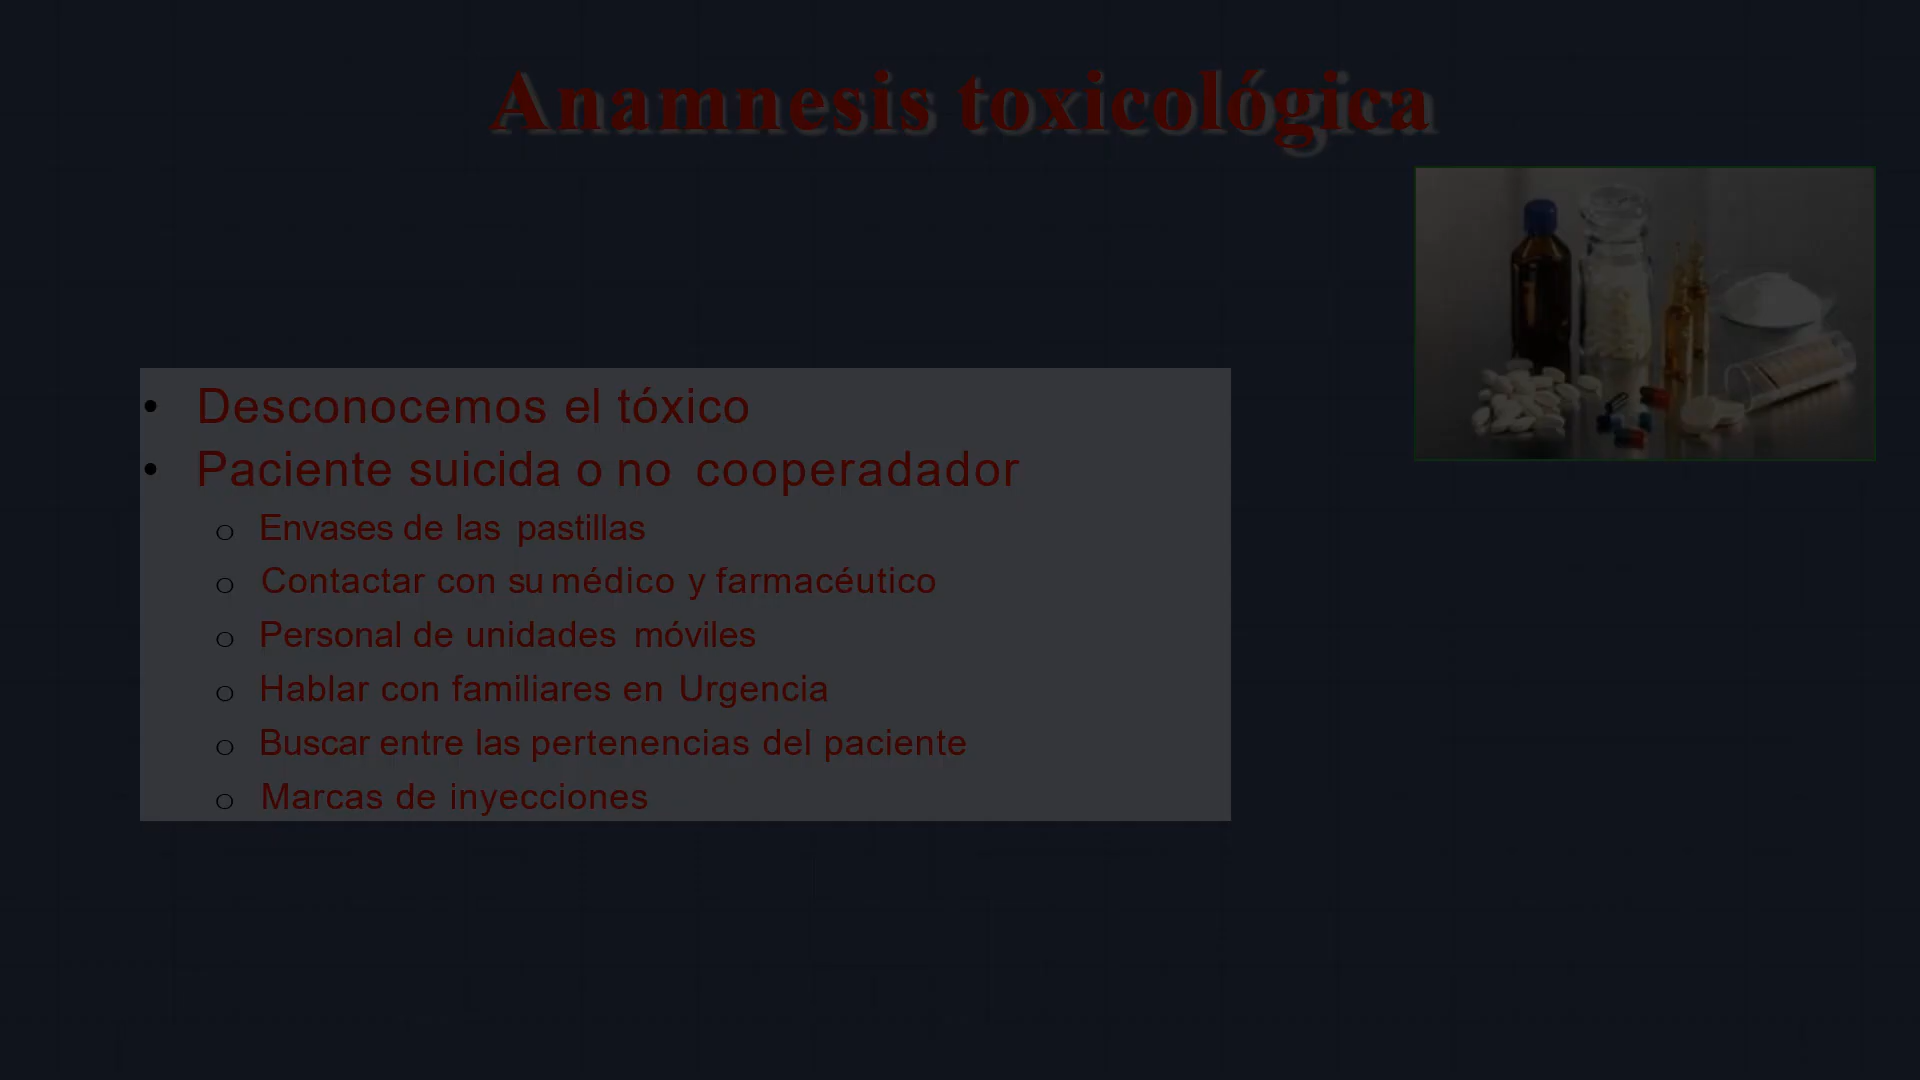 Anamnesis toxicológica
• Desconocemos el tóxico
• Paciente suicida o no cooperadador
o Envases de las pastillas
o Contactar con su médico y farmacéutico
o Personal de unidades móviles
o Hablar con familiares en Urgencia
o Buscar entre las pertenencias del paciente
o Marcas de inyecciones